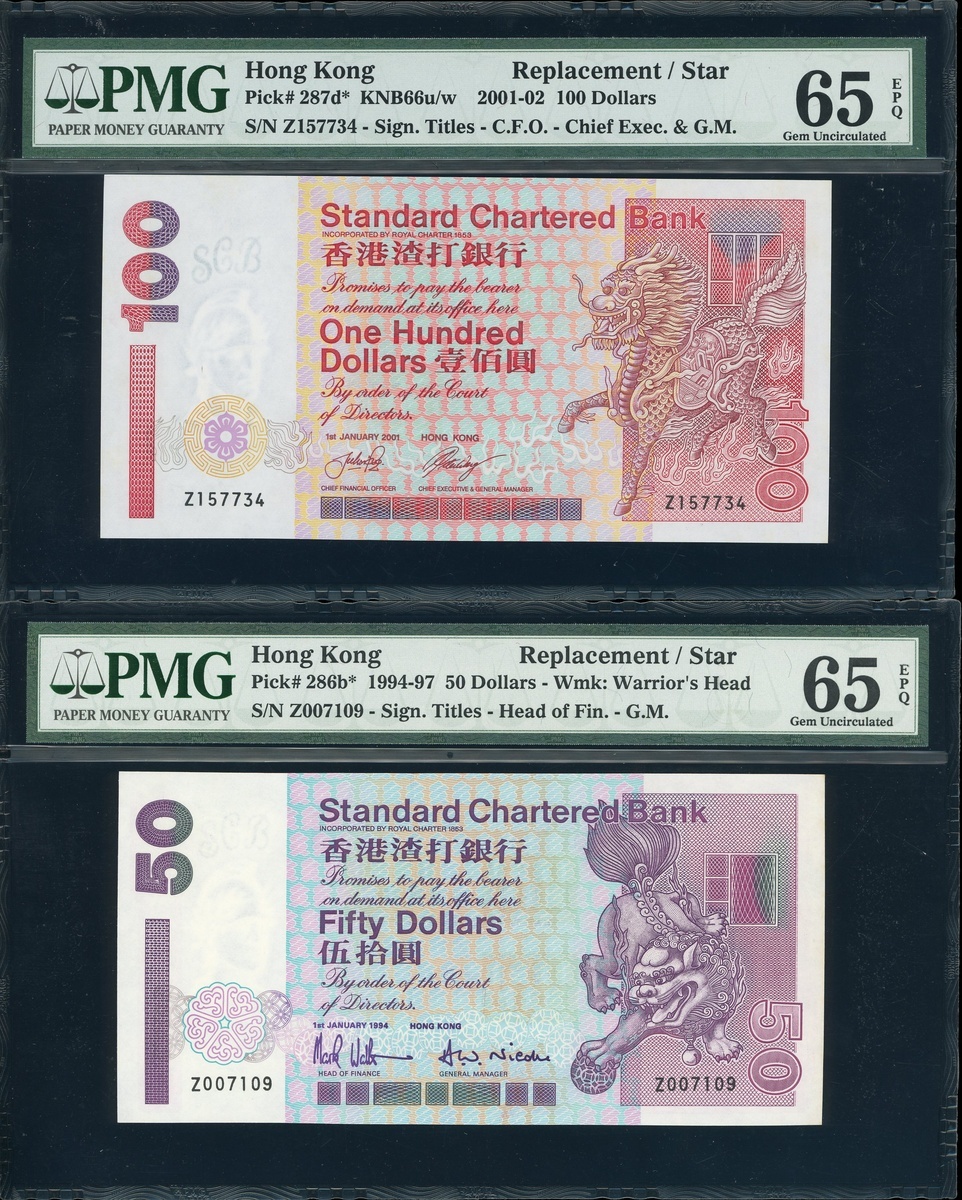 PMG
PAPER MONEY GUARANTY
Hong Kong Replacement / Star
Pick# 287d* KNB66u/w 2001-02 100 Dollars
S/N Z157734 - Sign. Titles - C.F.O. - Chief Exec. & G.M.
65 EPQ
Gem Uncirculated
100
SCB
Standard Chartered Bank
INCORPORATED BY ROYAL CHARTER 1853
香港渣打銀行
Promises to pay the bearer
on demand at its office here
One Hundred
Dollars 壹佰圓
By order of the Court
of Directors.
1st JANUARY 2001 HONG KONG
CHIEF FINANCIAL OFFICER CHIEF EXECUTIVE & GENERAL MANAGER
Z157734
Z157734
100
PMG
PAPER MONEY GUARANTY
Hong Kong Replacement / Star
Pick# 286b* 1994-97 50 Dollars - Wmk: Warrior's Head
S/N Z007109 - Sign. Titles - Head of Fin. - G.M.
65 EPQ
Gem Uncirculated
50
SCB
Standard Chartered Bank
INCORPORATED BY ROYAL CHARTER 1853
香港渣打銀行
Promises to pay the bearer
on demand at its office here
Fifty Dollars
伍拾圓
By order of the Court
of Directors.
1st JANUARY 1994 HONG KONG
HEAD OF FINANCE GENERAL MANAGER
Z007109
Z007109
50